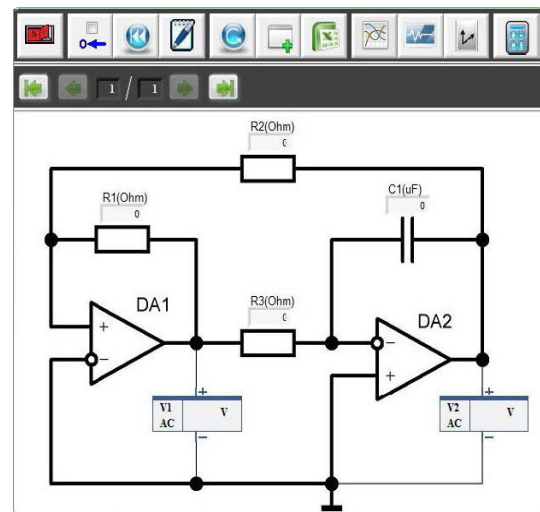 0
1 / 1
R2(Ohm)
0
R1(Ohm)
0
C1(uF)
0
DA1
+
−
R3(Ohm)
0
DA2
−
+
+
V1 V
AC
−
+
V2 V
AC
−